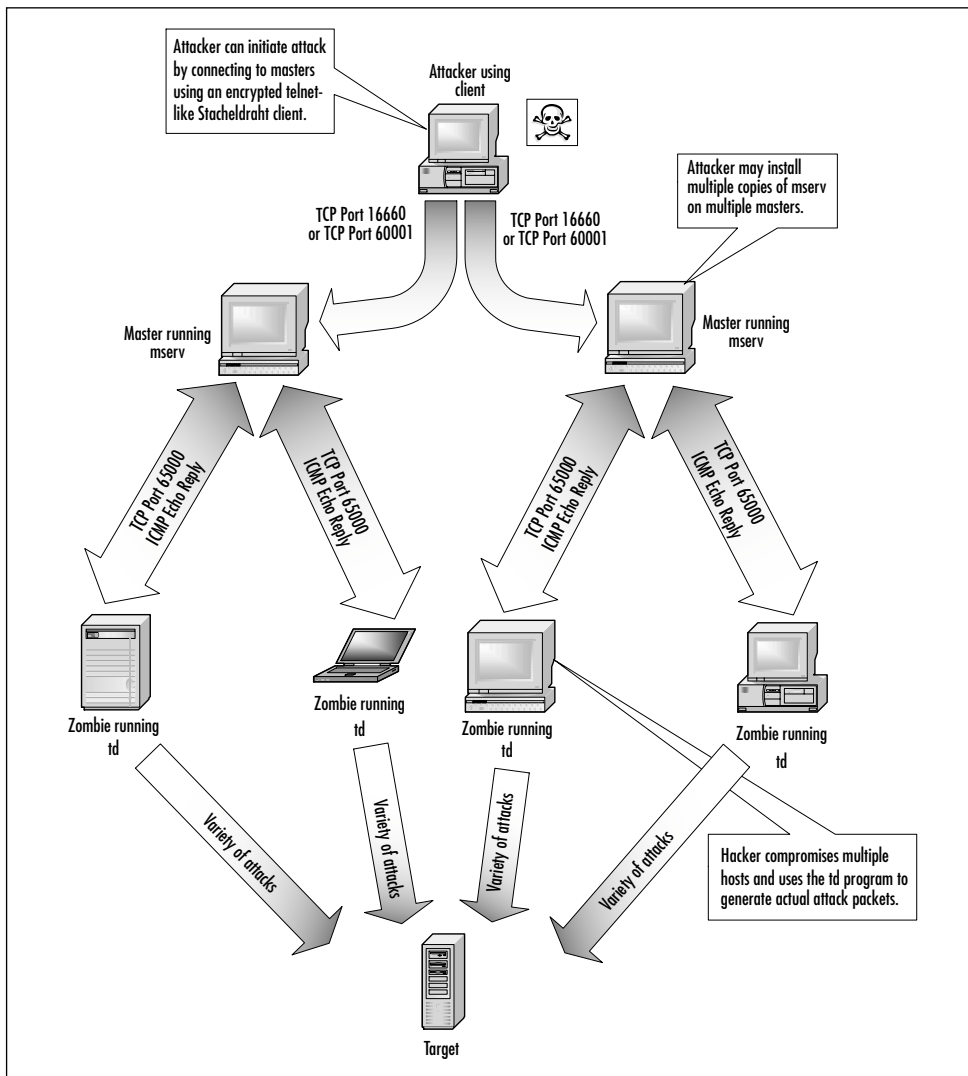 Attacker can initiate attack
by connecting to masters
using an encrypted telnet-
like Stacheldraht client.
Attacker using
client
Attacker may install
multiple copies of mserv
on multiple masters.
TCP Port 16660
or TCP Port 60001
TCP Port 16660
or TCP Port 60001
Master running
mserv
Master running
mserv
TCP Port 65000
ICMP Echo Reply
TCP Port 65000
ICMP Echo Reply
TCP Port 65000
ICMP Echo Reply
TCP Port 65000
ICMP Echo Reply
Zombie running
td
Zombie running
td
Zombie running
td
Zombie running
td
Variety of attacks
Variety of attacks
Variety of attacks
Variety of attacks
Hacker compromises multiple
hosts and uses the td program to
generate actual attack packets.
Target